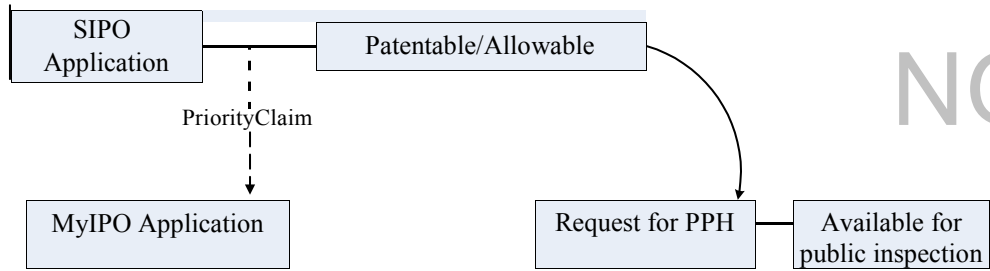 SIPO
Application
Patentable/Allowable
PriorityClaim
MyIPO Application
Request for PPH
Available for
public inspection